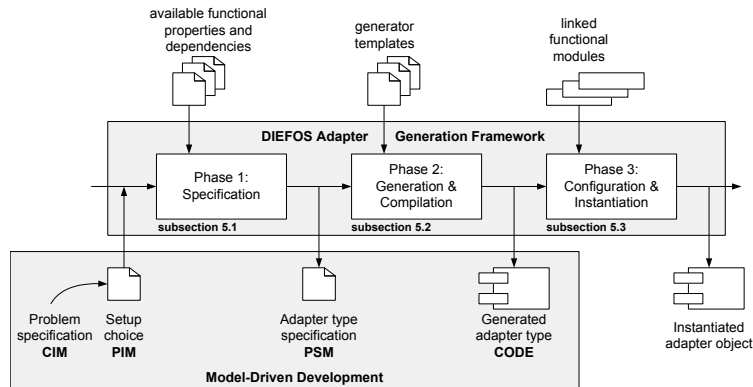 available functional
properties and
dependencies
generator
templates
linked
functional
modules
DIEFOS Adapter Generation Framework
Phase 1:
Specification
Phase 2:
Generation &
Compilation
Phase 3:
Configuration &
Instantiation
subsection 5.1
subsection 5.2
subsection 5.3
Problem
specification
CIM
Setup
choice
PIM
Adapter type
specification
PSM
Generated
adapter type
CODE
Instantiated
adapter object
Model-Driven Development